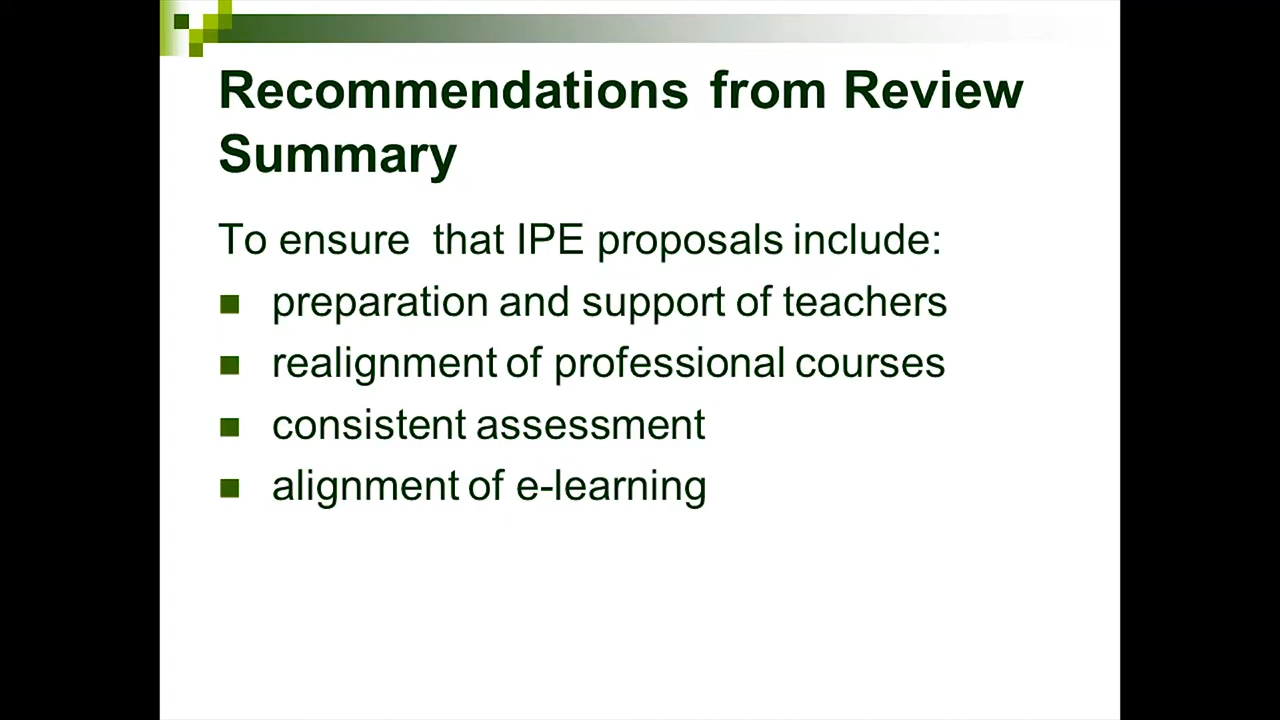 Recommendations from Review
Summary
To ensure that IPE proposals include:
preparation and support of teachers
realignment of professional courses
consistent assessment
alignment of e-learning